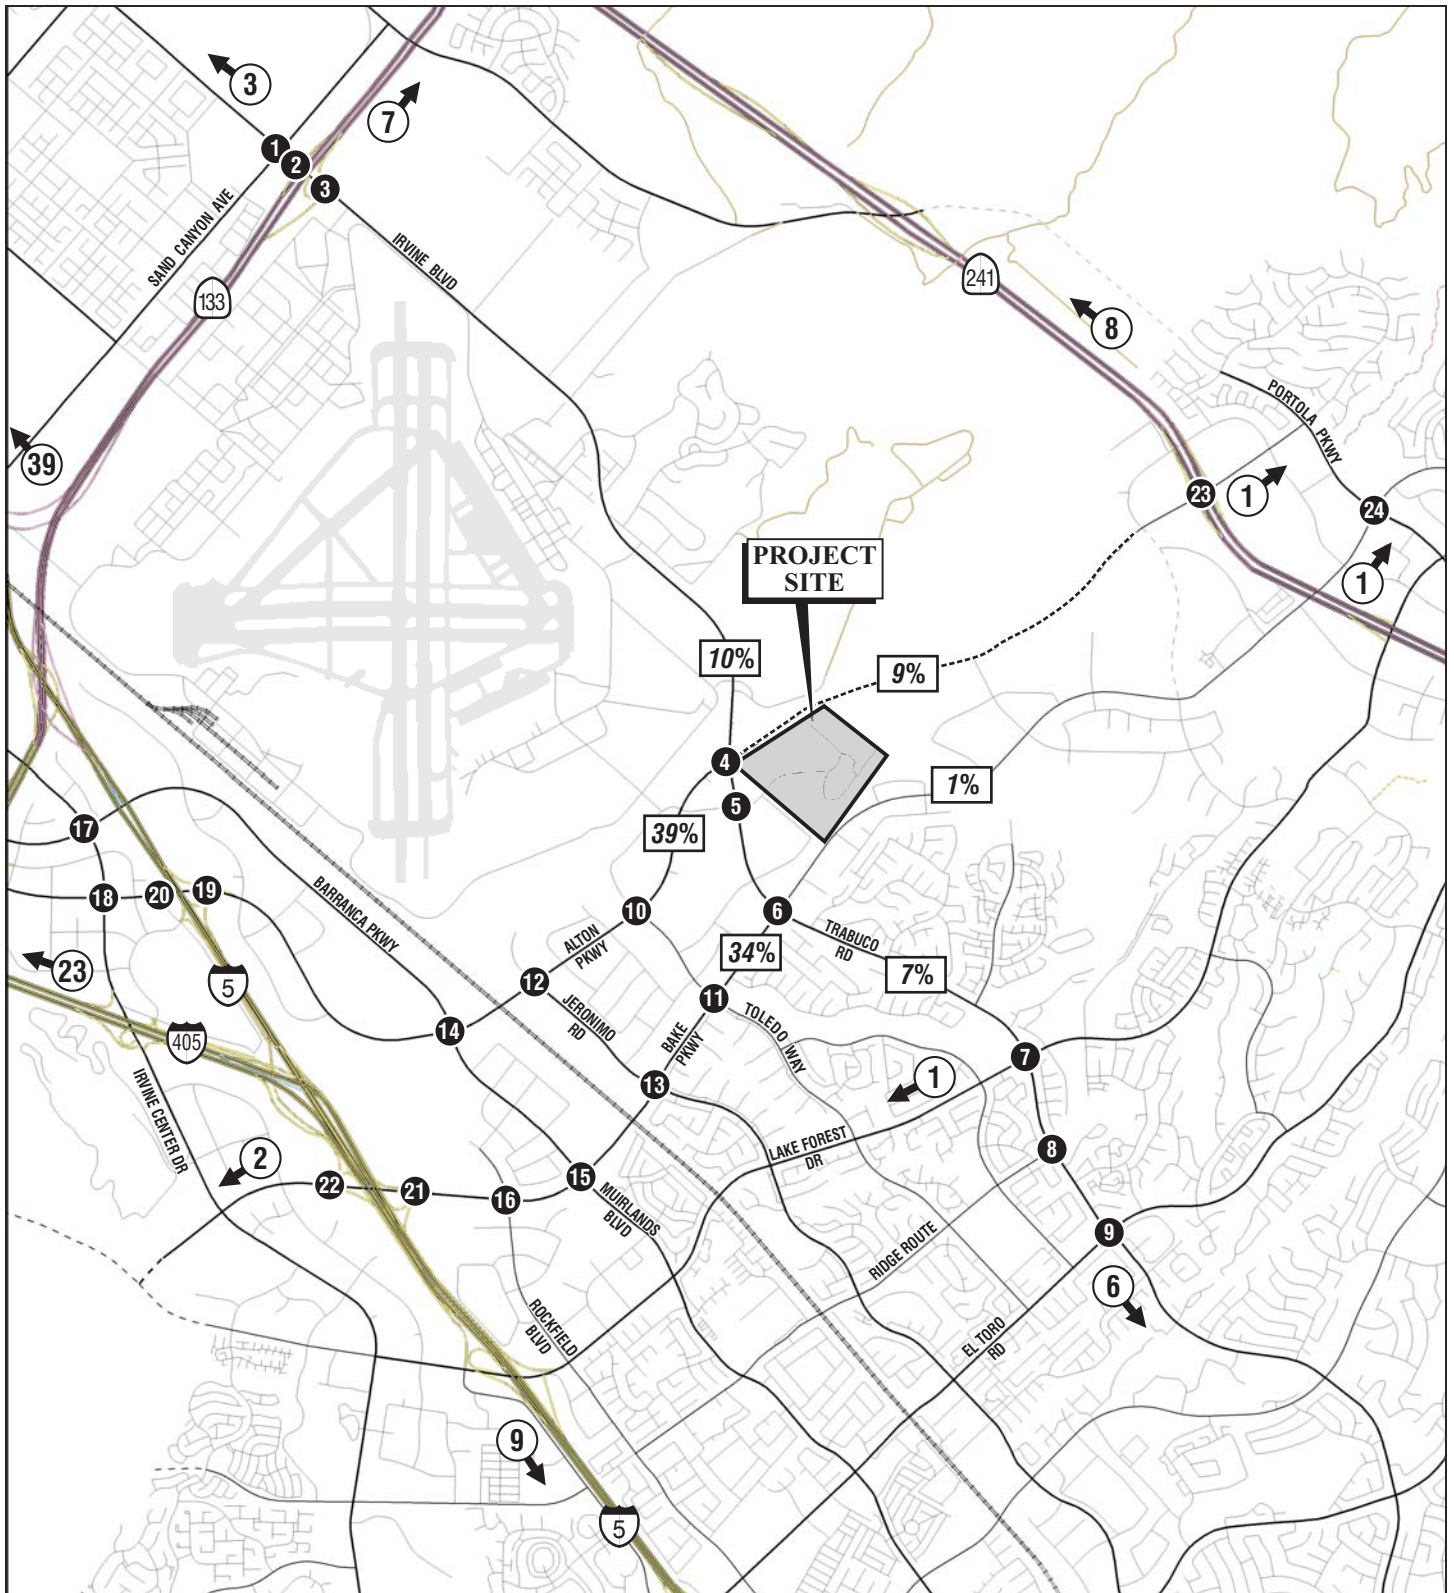 3
7
1
2
3
SAND CANYON AVE
IRVINE BLVD
133
241
8
PORTOLA PKWY
39
23
1
24
PROJECT
SITE
1
10%
9%
4
1%
5
39%
17
19
20
18
BARRANCA PKWY
10
6
ALTON
PKWY
TRABUCO
RD
34%
7%
23
5
12
11
405
14
JERONIMO
RD
BAKE
PKWY
TOLEDO WAY
7
1
13
IRVINE CENTER DR
LAKE FOREST
DR
8
2
22
21
16
15
MUIRLANDS
BLVD
RIDGE ROUTE
9
6
ROCKFIELD
BLVD
EL TORO
RD
9
5